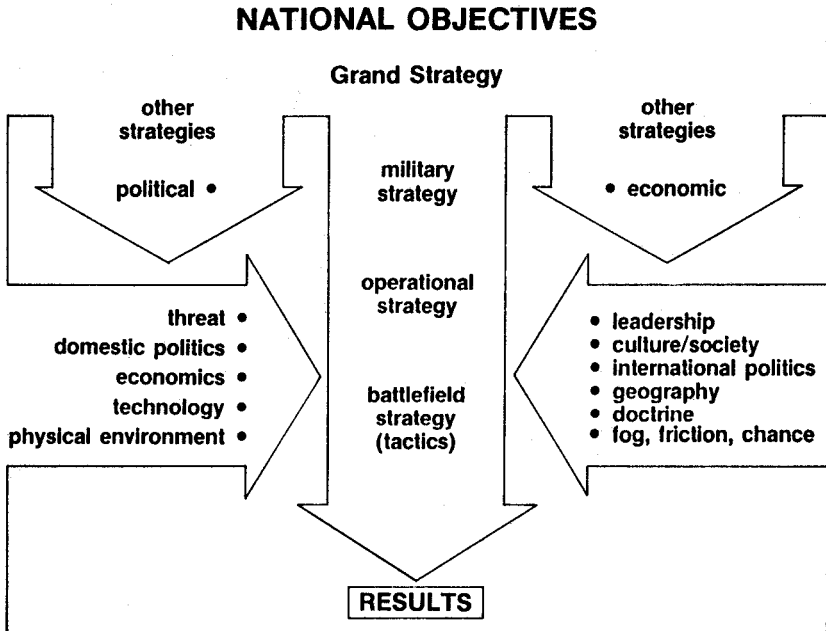 NATIONAL OBJECTIVES
Grand Strategy
other
strategies
political •
other
strategies
• economic
military
strategy
operational
strategy
battlefield
strategy
(tactics)
threat •
domestic politics •
economics •
technology •
physical environment •
• leadership
• culture/society
• international politics
• geography
• doctrine
• fog, friction, chance
RESULTS